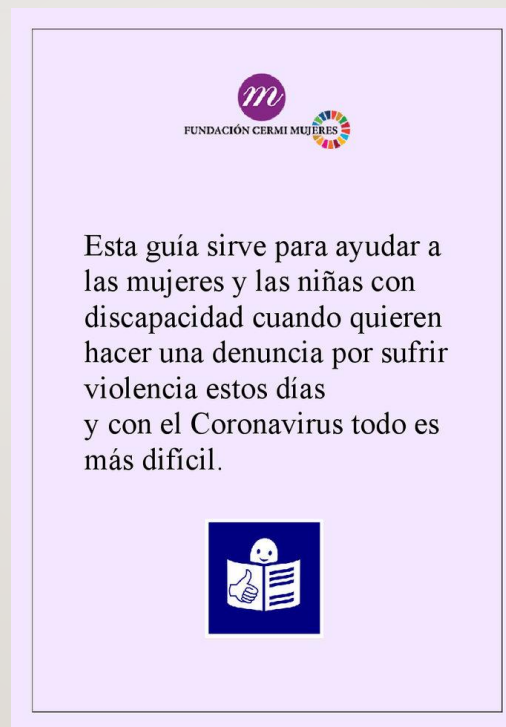 m
FUNDACIÓN CERMI MUJERES
Esta guía sirve para ayudar a
las mujeres y las niñas con
discapacidad cuando quieren
hacer una denuncia por sufrir
violencia estos días
y con el Coronavirus todo es
más difícil.